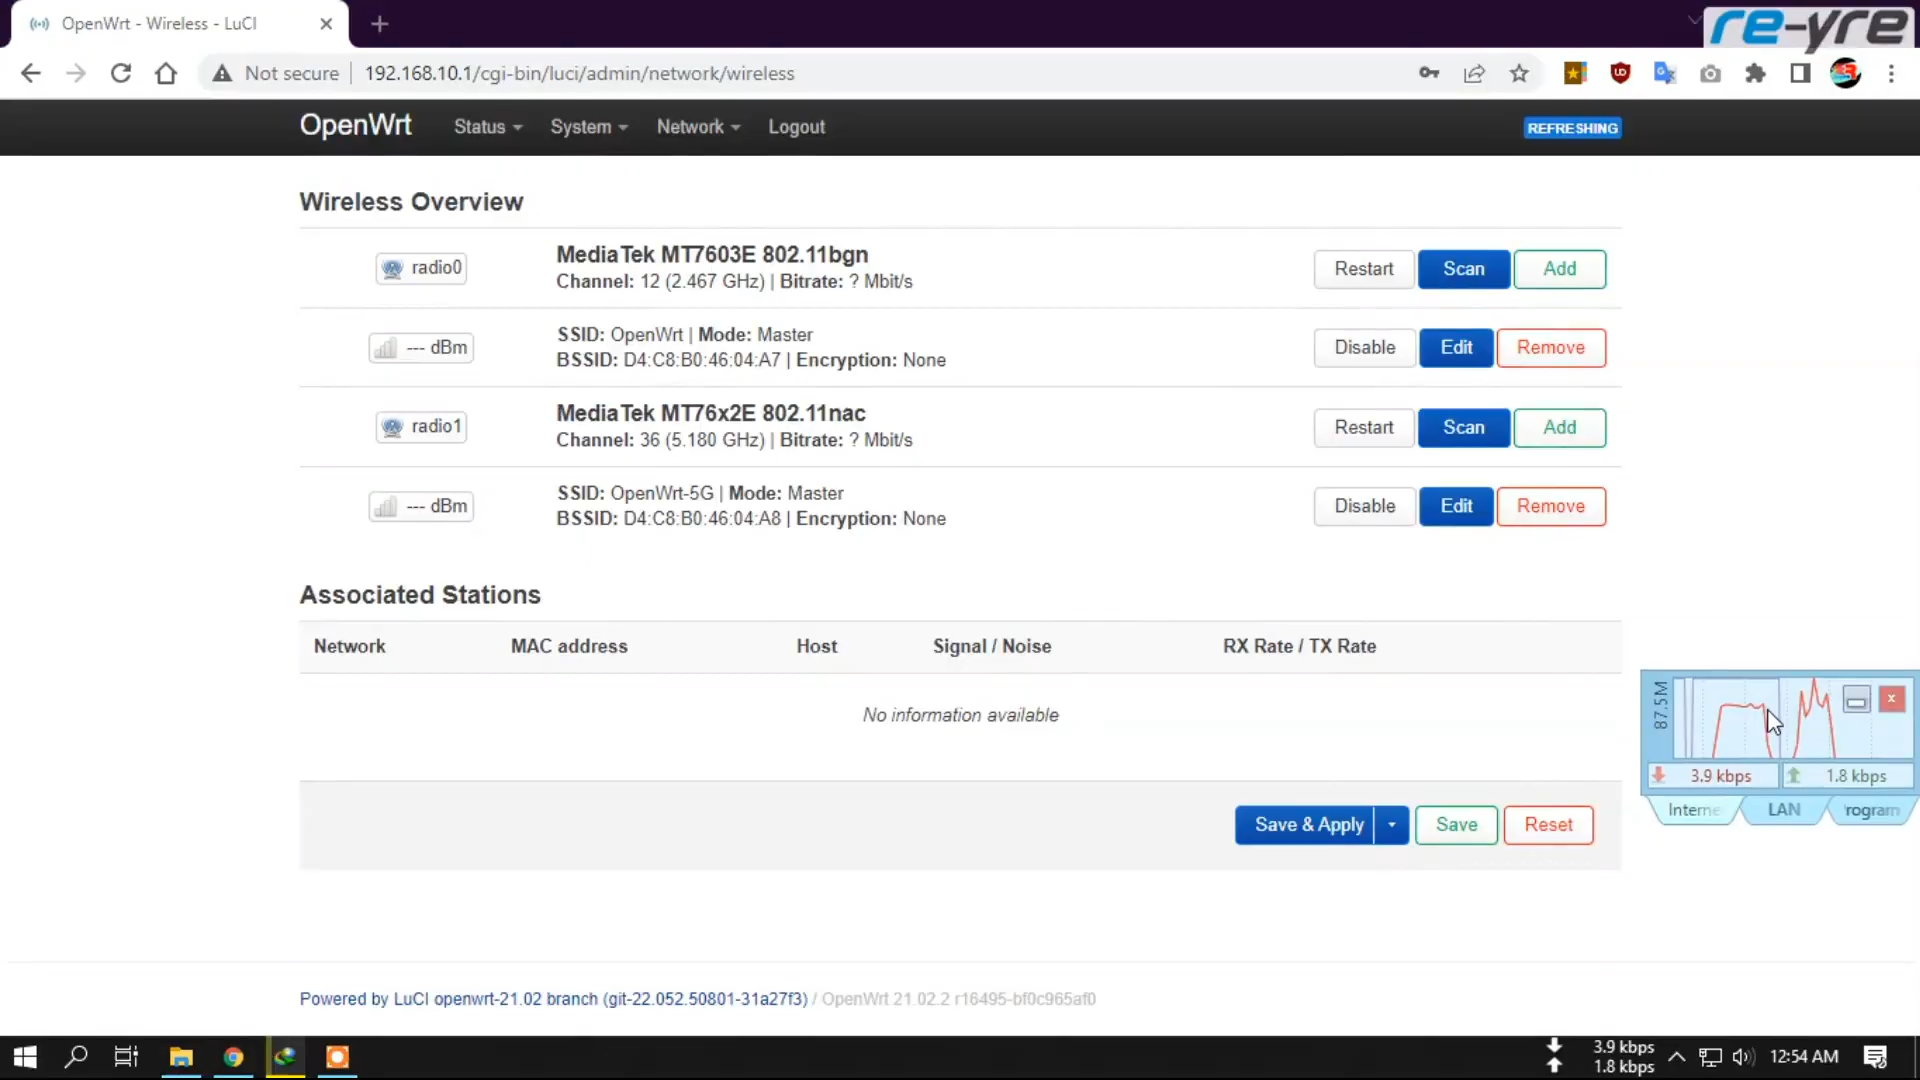 OpenWrt - Wireless - LuCI
re-yre
Not secure
192.168.10.1/cgi-bin/luci/admin/network/wireless
OpenWrt
Status
System
Network
Logout
REFRESHING
Wireless Overview
radio0
MediaTek MT7603E 802.11bgn
Channel: 12 (2.467 GHz) | Bitrate: ? Mbit/s
Restart
Scan
Add
--- dBm
SSID: OpenWrt | Mode: Master
BSSID: D4:C8:B0:46:04:A7 | Encryption: None
Disable
Edit
Remove
radio1
MediaTek MT76x2E 802.11nac
Channel: 36 (5.180 GHz) | Bitrate: ? Mbit/s
Restart
Scan
Add
--- dBm
SSID: OpenWrt-5G | Mode: Master
BSSID: D4:C8:B0:46:04:A8 | Encryption: None
Disable
Edit
Remove
Associated Stations
Network MAC address Host Signal / Noise RX Rate / TX Rate
No information available
87.5M
3.9 kbps
1.8 kbps
Interne
LAN
rogram
Save & Apply
Save
Reset
Powered by LuCI openwrt-21.02 branch (git-22.052.50801-31a27f3) / OpenWrt 21.02.2 r16495-bf0c965af0
3.9 kbps
1.8 kbps
12:54 AM